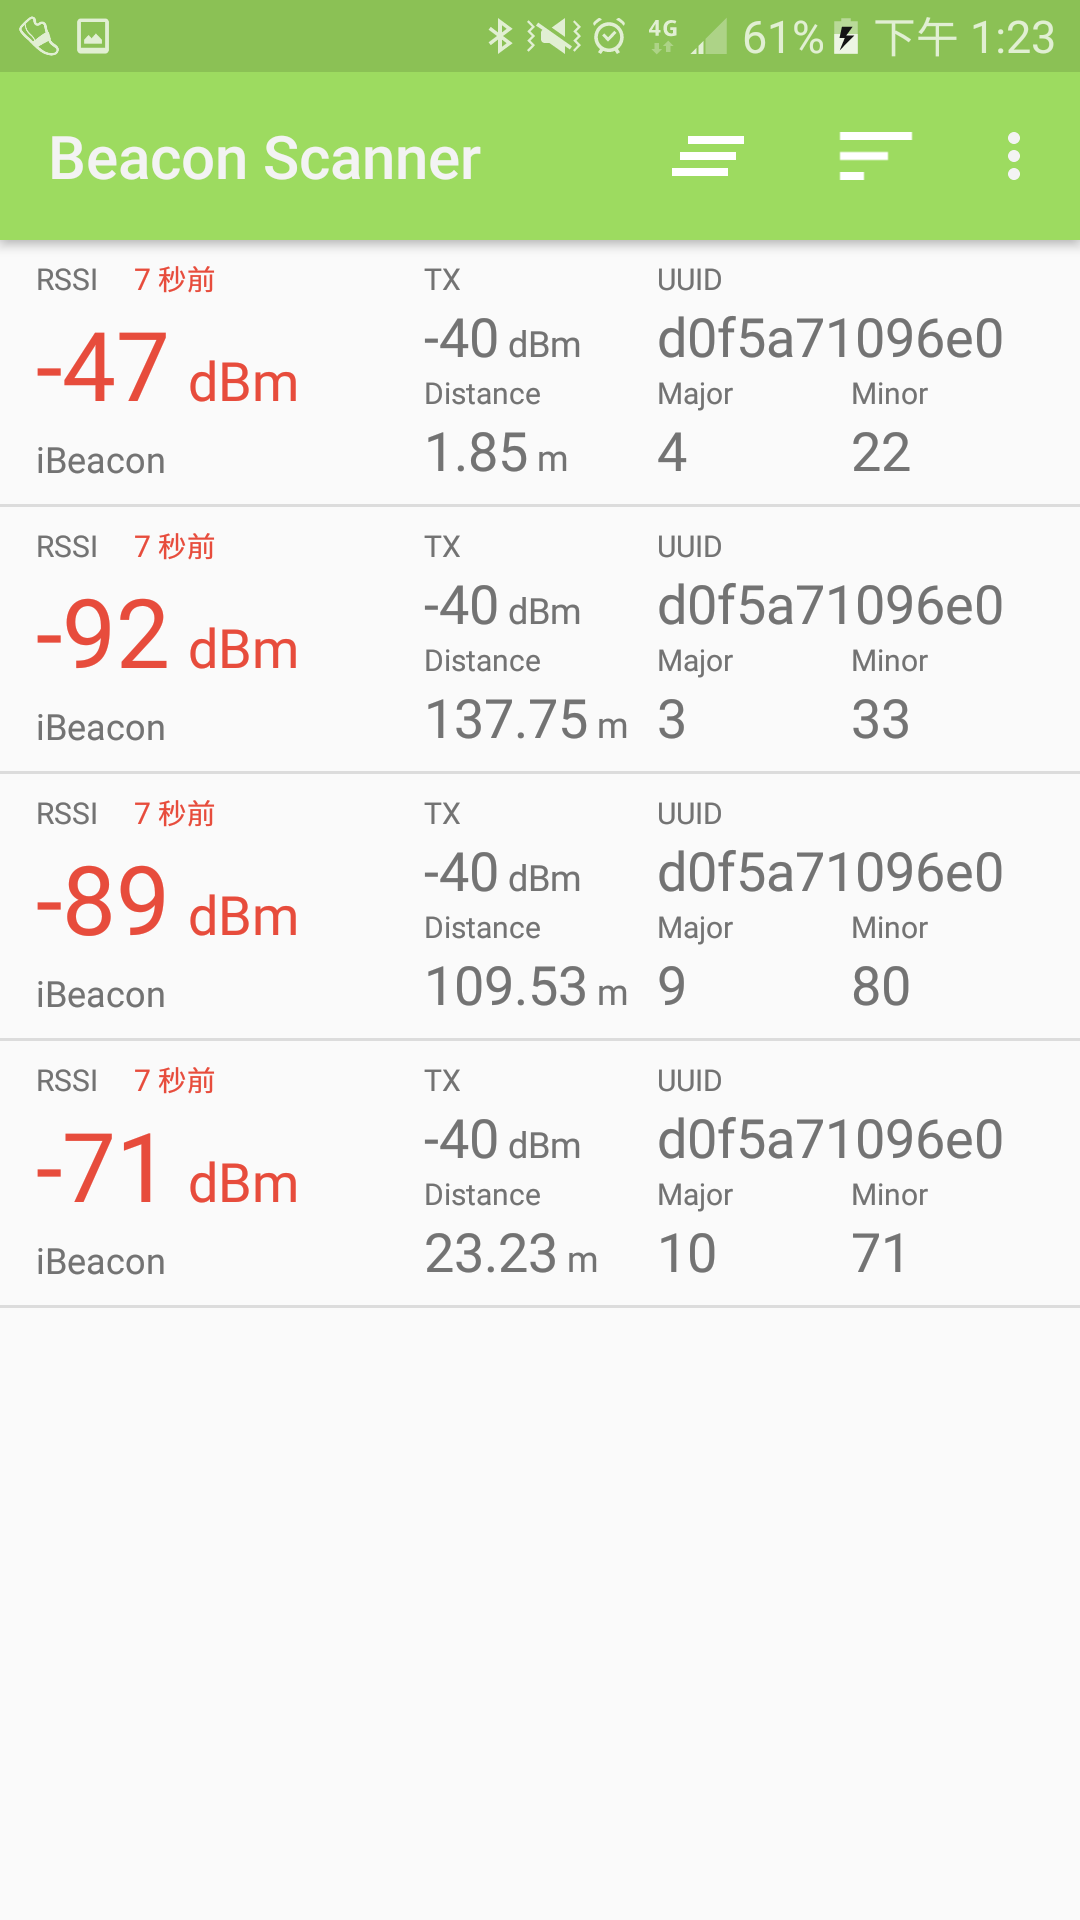 4G 61% 下午 1:23
Beacon Scanner
RSSI 7 秒前 TX UUID
-47 dBm -40 dBm d0f5a71096e0
Distance Major Minor
iBeacon 1.85 m 4 22
RSSI 7 秒前 TX UUID
-92 dBm -40 dBm d0f5a71096e0
Distance Major Minor
iBeacon 137.75 m 3 33
RSSI 7 秒前 TX UUID
-89 dBm -40 dBm d0f5a71096e0
Distance Major Minor
iBeacon 109.53 m 9 80
RSSI 7 秒前 TX UUID
-71 dBm -40 dBm d0f5a71096e0
Distance Major Minor
iBeacon 23.23 m 10 71